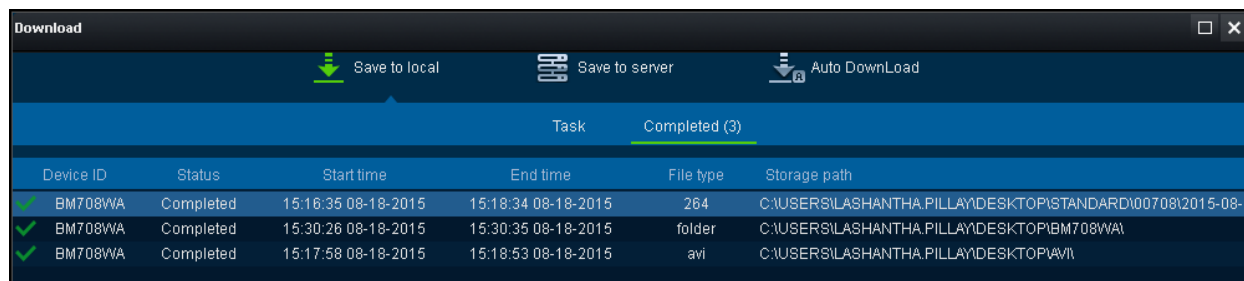 Download
Save to local Save to server Auto DownLoad
Task Completed (3)
Device ID Status Start time End time File type Storage path
BM708WA Completed 15:16:35 08-18-2015 15:18:34 08-18-2015 264 C:\USERS\LASHANTHA.PILLAY\DESKTOP\STANDARD\00708\2015-08-
BM708WA Completed 15:30:26 08-18-2015 15:30:35 08-18-2015 folder C:\USERS\LASHANTHA.PILLAY\DESKTOP\BM708WA\
BM708WA Completed 15:17:58 08-18-2015 15:18:53 08-18-2015 avi C:\USERS\LASHANTHA.PILLAY\DESKTOP\AVI\